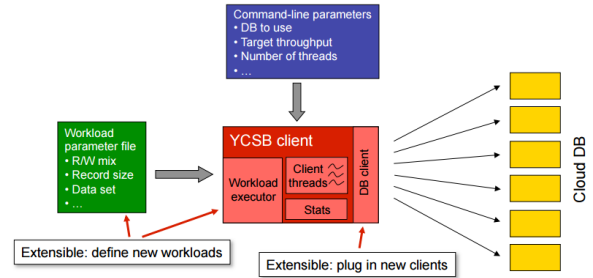 Command-line parameters
• DB to use
• Target throughput
• Number of threads
• ...
Workload
parameter file
• R/W mix
• Record size
• Data set
• ...
YCSB client
Workload
executor
Client
threads
Stats
DB client
Cloud DB
Extensible: define new workloads
Extensible: plug in new clients